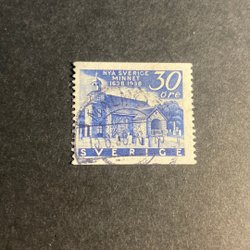 NYA SVERIGE
MINNET
1638 1938
30
ÖRE
SVERIGE